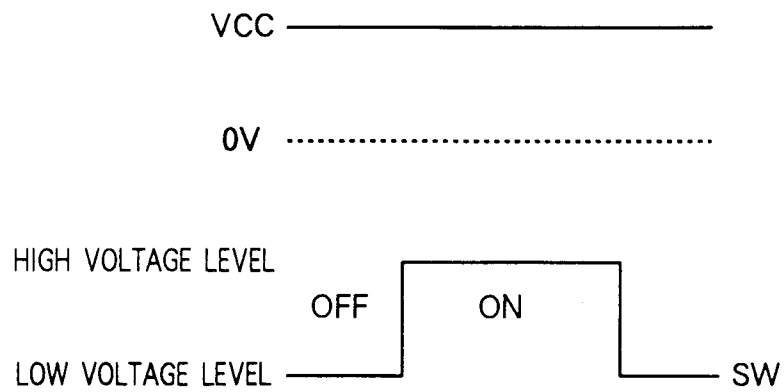 VCC
0V
HIGH VOLTAGE LEVEL
OFF ON
LOW VOLTAGE LEVEL SW